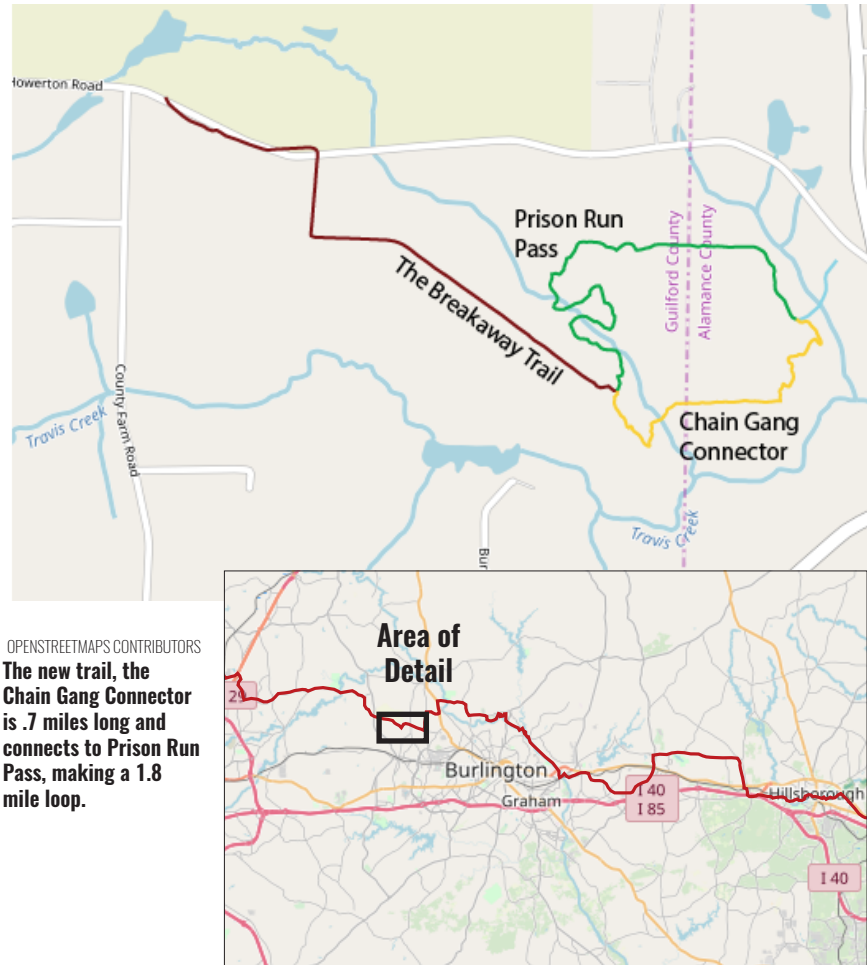 Howerton Road
Prison Run
Pass
Guilford County
Alamance County
The Breakaway Trail
County Farm Road
Travis Creek
Chain Gang
Connector
Travis Creek
Bur
OPENSTREETMAPS CONTRIBUTORS
The new trail, the
Chain Gang Connector
is .7 miles long and
connects to Prison Run
Pass, making a 1.8
mile loop.
Area of
Detail
29
Burlington
Graham
I 40
I 85
Hillsborough
I 40